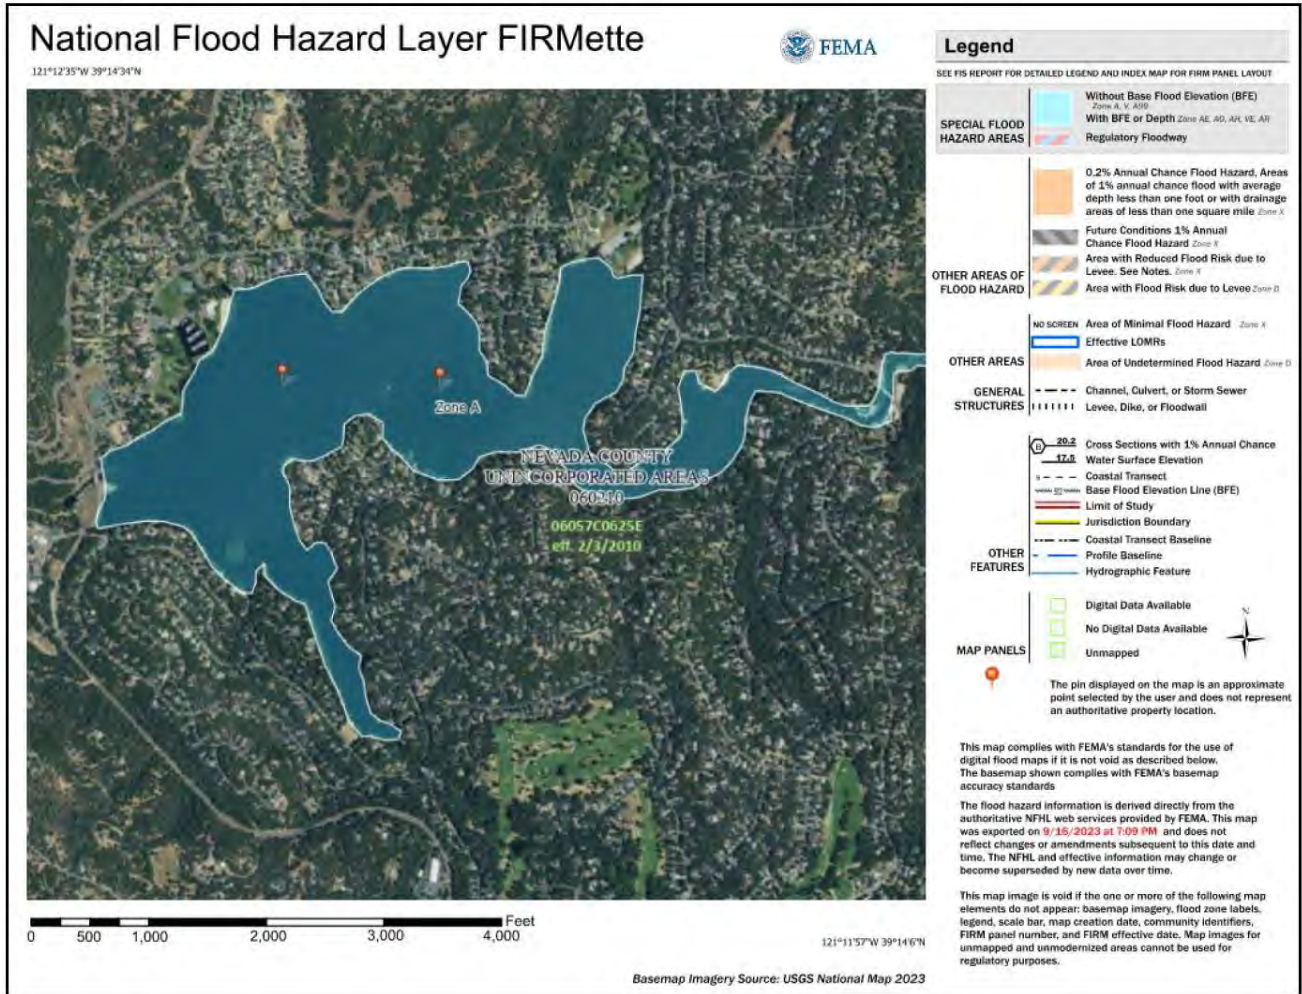 National Flood Hazard Layer FIRMette
FEMA
121°12'35"W 39°14'34"N
Zone A
NEVADA COUNTY
UNINCORPORATED AREAS
060210
06057C0625E
eff. 2/3/2010
0 500 1,000 2,000 3,000 4,000
Feet
121°11'57"W 39°14'6"N
Basemap Imagery Source: USGS National Map 2023
Legend
SEE FIS REPORT FOR DETAILED LEGEND AND INDEX MAP FOR FIRM PANEL LAYOUT
SPECIAL FLOOD
HAZARD AREAS
Without Base Flood Elevation (BFE)
Zone A, V, A99
With BFE or Depth Zone AE, AO, AH, VE, AR
Regulatory Floodway
OTHER AREAS OF
FLOOD HAZARD
0.2% Annual Chance Flood Hazard, Areas
of 1% annual chance flood with average
depth less than one foot or with drainage
areas of less than one square mile Zone X
Future Conditions 1% Annual
Chance Flood Hazard Zone X
Area with Reduced Flood Risk due to
Levee. See Notes. Zone X
Area with Flood Risk due to Levee Zone D
OTHER AREAS
NO SCREEN Area of Minimal Flood Hazard Zone X
Effective LOMRs
Area of Undetermined Flood Hazard Zone D
GENERAL
STRUCTURES
Channel, Culvert, or Storm Sewer
Levee, Dike, or Floodwall
OTHER
FEATURES
B 20.2 Cross Sections with 1% Annual Chance
17.5 Water Surface Elevation
8 Coastal Transect
Base Flood Elevation Line (BFE)
Limit of Study
Jurisdiction Boundary
Coastal Transect Baseline
Profile Baseline
Hydrographic Feature
MAP PANELS
Digital Data Available
No Digital Data Available
Unmapped
N
The pin displayed on the map is an approximate
point selected by the user and does not represent
an authoritative property location.
This map complies with FEMA's standards for the use of
digital flood maps if it is not void as described below.
The basemap shown complies with FEMA's basemap
accuracy standards
The flood hazard information is derived directly from the
authoritative NFHL web services provided by FEMA. This map
was exported on 9/16/2023 at 7:09 PM and does not
reflect changes or amendments subsequent to this date and
time. The NFHL and effective information may change or
become superseded by new data over time.
This map image is void if the one or more of the following map
elements do not appear: basemap imagery, flood zone labels,
legend, scale bar, map creation date, community identifiers,
FIRM panel number, and FIRM effective date. Map images for
unmapped and unmodernized areas cannot be used for
regulatory purposes.